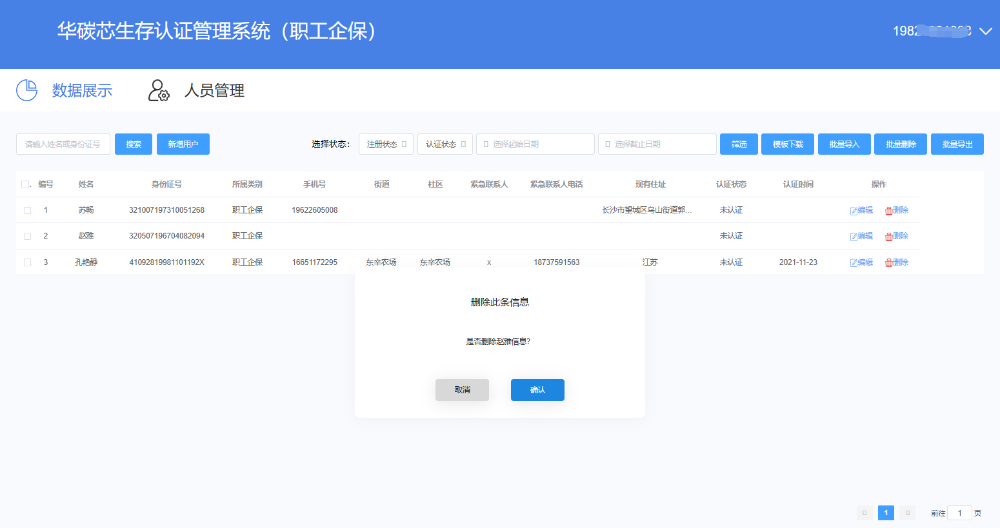 华碳芯生存认证管理系统（职工企保）
数据展示 人员管理
请输入姓名或身份证号 搜索 新增用户 选择状态： 注册状态 认证状态 选择起始日期 选择截止日期 筛选 模板下载 批量导入 批量删除 批量导出
编号 姓名 身份证号 所属类别 手机号 街道 社区 紧急联系人 紧急联系人电话 现有住址 认证状态 认证时间 操作
1 苏畅 321007197310051268 职工企保 19622605008 长沙市望城区乌山街道郭... 未认证 编辑 删除
2 赵雅 320507196704082094 职工企保 未认证 编辑 删除
3 孔艳静 41092819981101192X 职工企保 16651172295 东辛农场 东辛农场 x 18737591563 江苏 未认证 2021-11-23 编辑 删除
删除此条信息
是否删除赵雅信息?
取消 确认
1 前往 1 页